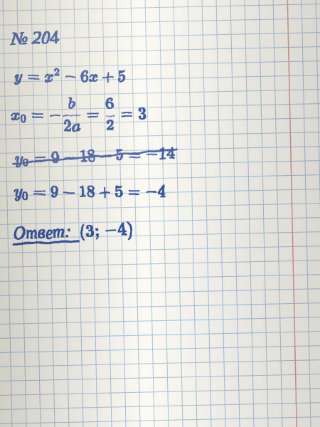 № 204
y = x² − 6x + 5
x₀ = −b/2a = 6/2 = 3
y₀ = 9 − 18 − 5 = −14
y₀ = 9 − 18 + 5 = −4
Ответ: (3; −4)